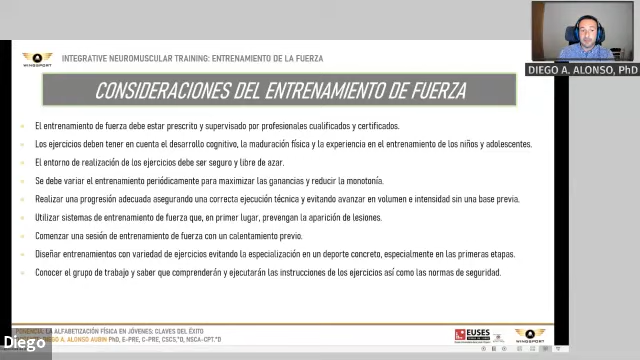 INTEGRATIVE NEUROMUSCULAR TRAINING: ENTRENAMIENTO DE LA FUERZA
WINGSPORT
DIEGO A. ALONSO, PhD
CONSIDERACIONES DEL ENTRENAMIENTO DE FUERZA
El entrenamiento de fuerza debe estar prescrito y supervisado por profesionales cualificados y certificados.
Los ejercicios deben tener en cuenta el desarrollo cognitivo, la maduración física y la experiencia en el entrenamiento de los niños y adolescentes.
El entorno de realización de los ejercicios debe ser seguro y libre de azar.
Se debe variar el entrenamiento periódicamente para maximizar las ganancias y reducir la monotonía.
Realizar una progresión adecuada asegurando una correcta ejecución técnica y evitando avanzar en volumen e intensidad sin una base previa.
Utilizar sistemas de entrenamiento de fuerza que, en primer lugar, prevengan la aparición de lesiones.
Comenzar una sesión de entrenamiento de fuerza con un calentamiento previo.
Diseñar entrenamientos con variedad de ejercicios evitando la especialización en un deporte concreto, especialmente en las primeras etapas.
Conocer el grupo de trabajo y saber que comprenderán y ejecutarán las instrucciones de los ejercicios así como las normas de seguridad.
PONENCIA: LA ALFABETIZACIÓN FÍSICA EN JÓVENES: CLAVES DEL ÉXITO
DIEGO A. ALONSO AUBIN PhD, E-PRE, C-PRE, CSCS,*D, NSCA-CPT,*D
EUSES
WINGSPORT
Diego